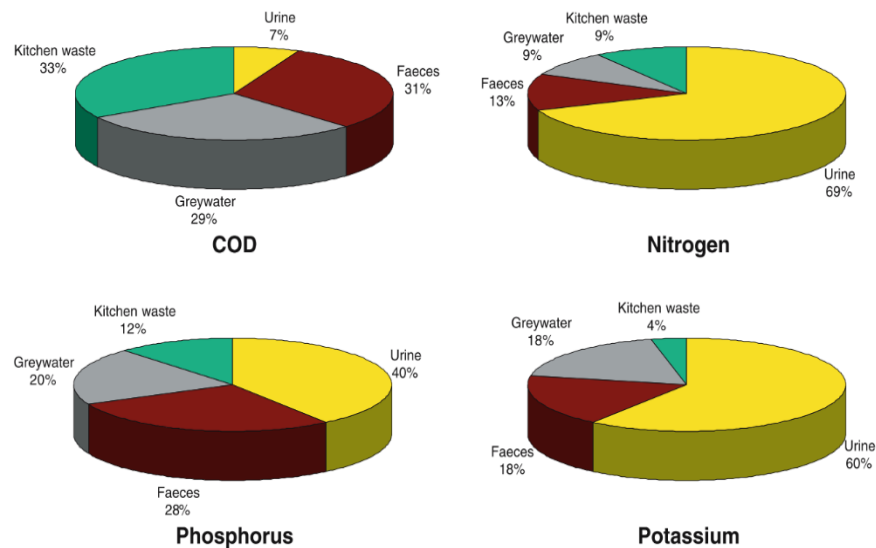 Urine
7%
Kitchen waste
33%
Faeces
31%
Greywater
29%
COD
Kitchen waste
9%
Greywater
9%
Faeces
13%
Urine
69%
Nitrogen
Kitchen waste
12%
Greywater
20%
Urine
40%
Faeces
28%
Phosphorus
Kitchen waste
4%
Greywater
18%
Faeces
18%
Urine
60%
Potassium